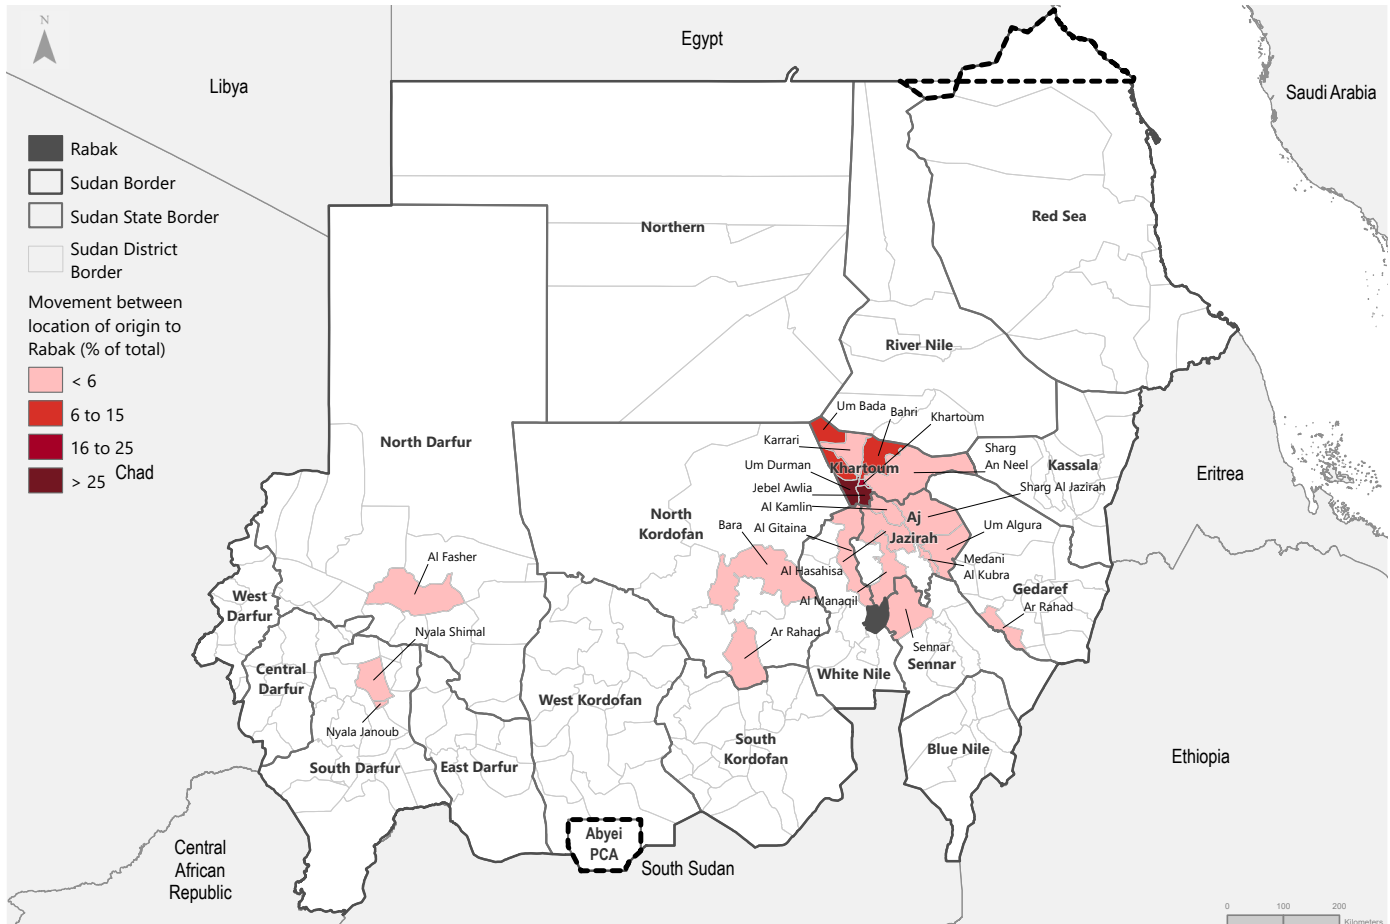 N
Egypt
Libya
Saudi Arabia
Rabak
Sudan Border
Sudan State Border
Sudan District
Border
Movement between
location of origin to
Rabak (% of total)
< 6
6 to 15
16 to 25
> 25
Chad
Northern
Red Sea
River Nile
North Darfur
Um Bada
Bahri
Khartoum
Karrari
Khartoum
Sharg
An Neel
Kassala
Eritrea
Um Durman
Jebel Awlia
Sharg Al Jazirah
Al Kamlin
North
Kordofan
Aj
Jazirah
Um Algura
Al Gitaina
Bara
Medani
Al Kubra
Al Hasahisa
Al Fasher
Gedaref
Ar Rahad
West
Darfur
Al Managil
Nyala Shimal
Ar Rahad
Sennar
Sennar
White Nile
Central
Darfur
West Kordofan
Nyala Janoub
South
Kordofan
Blue Nile
South Darfur
East Darfur
Ethiopia
Abyei
PCA
South Sudan
Central
African
Republic
0 100 200
Kilometers